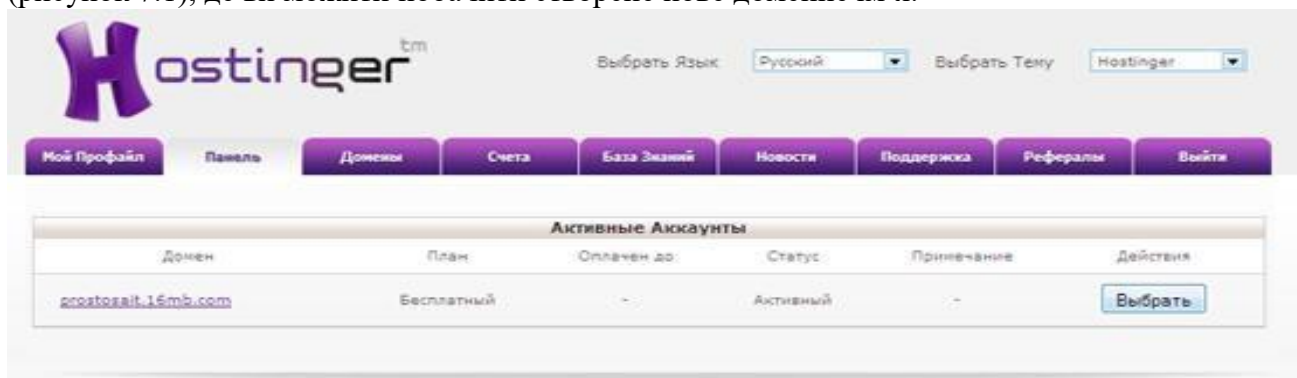 Hostinger tm
Выбрать Язык Русский Выбрать Тему Hostinger
Мой Профайл Панель Домены Счета База Знаний Новости Поддержка Рефералы Выйти
Активные Аккаунты
Домен План Оплачен до Статус Примечание Действия
prostosait.16mb.com Бесплатный - Активный - Выбрать